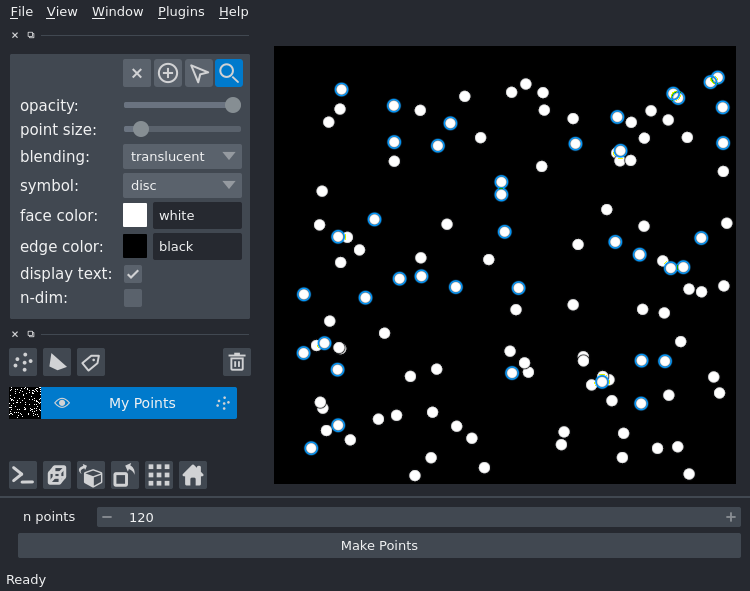 File View Window Plugins Help
opacity:
point size:
blending: translucent
symbol: disc
face color: white
edge color: black
display text:
n-dim:
My Points
n points 120
Make Points
Ready